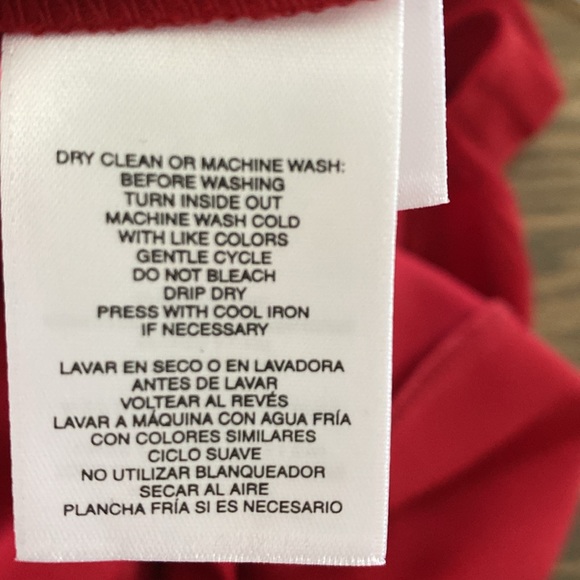 DRY CLEAN OR MACHINE WASH:
BEFORE WASHING
TURN INSIDE OUT
MACHINE WASH COLD
WITH LIKE COLORS
GENTLE CYCLE
DO NOT BLEACH
DRIP DRY
PRESS WITH COOL IRON
IF NECESSARY
LAVAR EN SECO O EN LAVADORA
ANTES DE LAVAR
VOLTEAR AL REVÉS
LAVAR A MÁQUINA CON AGUA FRÍA
CON COLORES SIMILARES
CICLO SUAVE
NO UTILIZAR BLANQUEADOR
SECAR AL AIRE
PLANCHA FRÍA SI ES NECESARIO